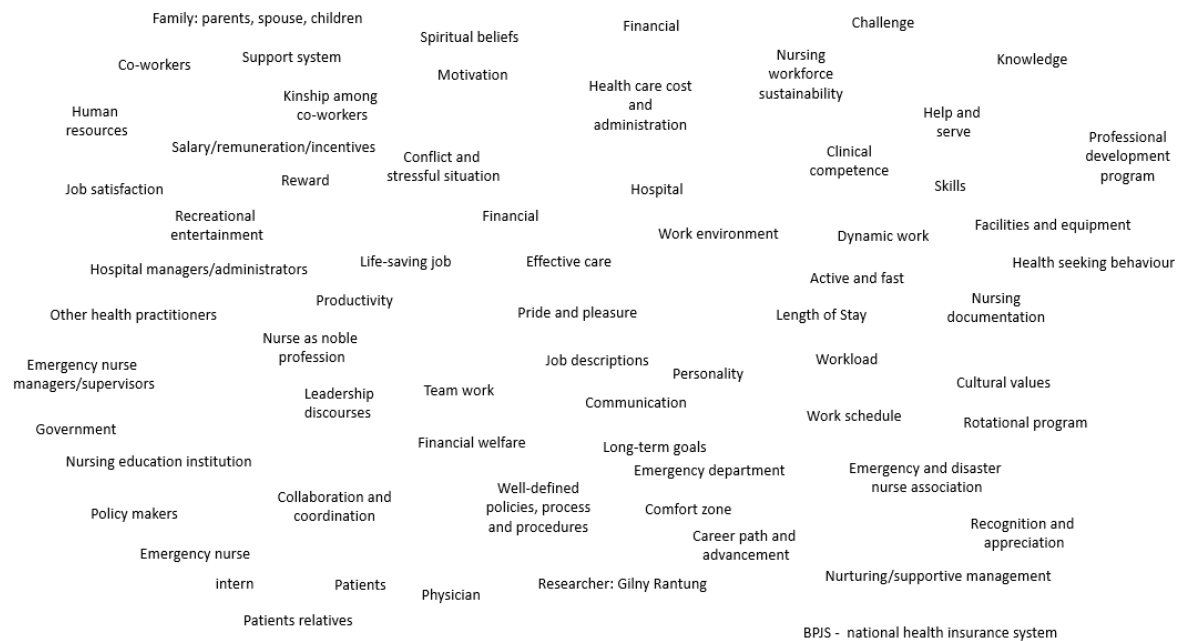 Family: parents, spouse, children
Financial
Challenge
Spiritual beliefs
Co-workers
Support system
Nursing
workforce
sustainability
Knowledge
Motivation
Kinship among
co-workers
Health care cost
and
administration
Human
resources
Help and
serve
Professional
development
program
Salary/remuneration/incentives
Conflict and
stressful situation
Clinical
competence
Job satisfaction
Reward
Hospital
Skills
Recreational
entertainment
Financial
Work environment
Dynamic work
Facilities and equipment
Hospital managers/administrators
Life-saving job
Effective care
Active and fast
Health seeking behaviour
Productivity
Other health practitioners
Pride and pleasure
Length of Stay
Nursing
documentation
Nurse as noble
profession
Emergency nurse
managers/supervisors
Job descriptions
Personality
Workload
Leadership
discourses
Team work
Cultural values
Communication
Work schedule
Rotational program
Government
Financial welfare
Long-term goals
Nursing education institution
Emergency department
Emergency and disaster
nurse association
Collaboration and
coordination
Well-defined
policies, process
and procedures
Policy makers
Comfort zone
Career path and
advancement
Recognition and
appreciation
Emergency nurse
intern
Patients
Physician
Researcher: Gilny Rantung
Nurturing/supportive management
Patients relatives
BPJS - national health insurance system